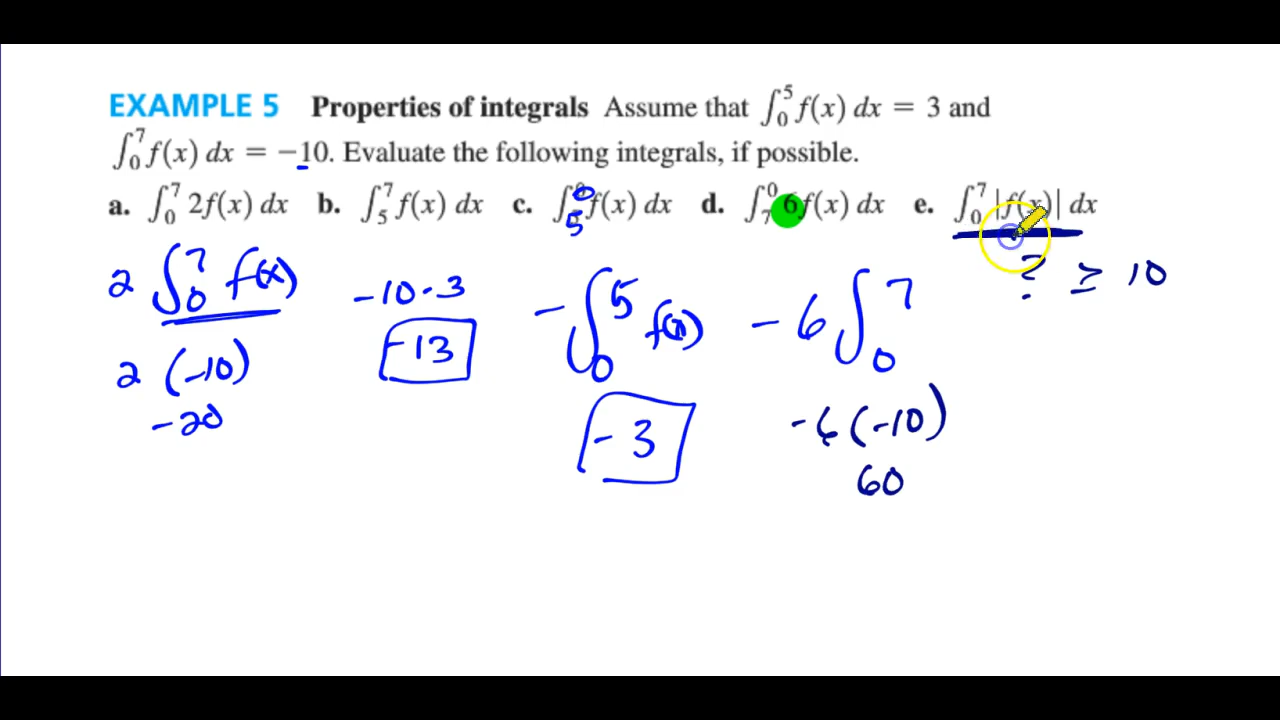 EXAMPLE 5 Properties of integrals Assume that ∫₀⁵ f(x) dx = 3 and
∫₀⁷ f(x) dx = −10. Evaluate the following integrals, if possible.
a. ∫₀⁷ 2f(x) dx b. ∫₅⁷ f(x) dx c. ∫₅⁰ f(x) dx d. ∫₇⁰ 6f(x) dx e. ∫₀⁷ |f(x)| dx
2 ∫₀⁷ f(x)
2 (-10)
-20
-10 - 3
-13
- ∫₀⁵ f(x)
- 3
- 6 ∫₀⁷
- 6 (-10)
60
? ≥ 10